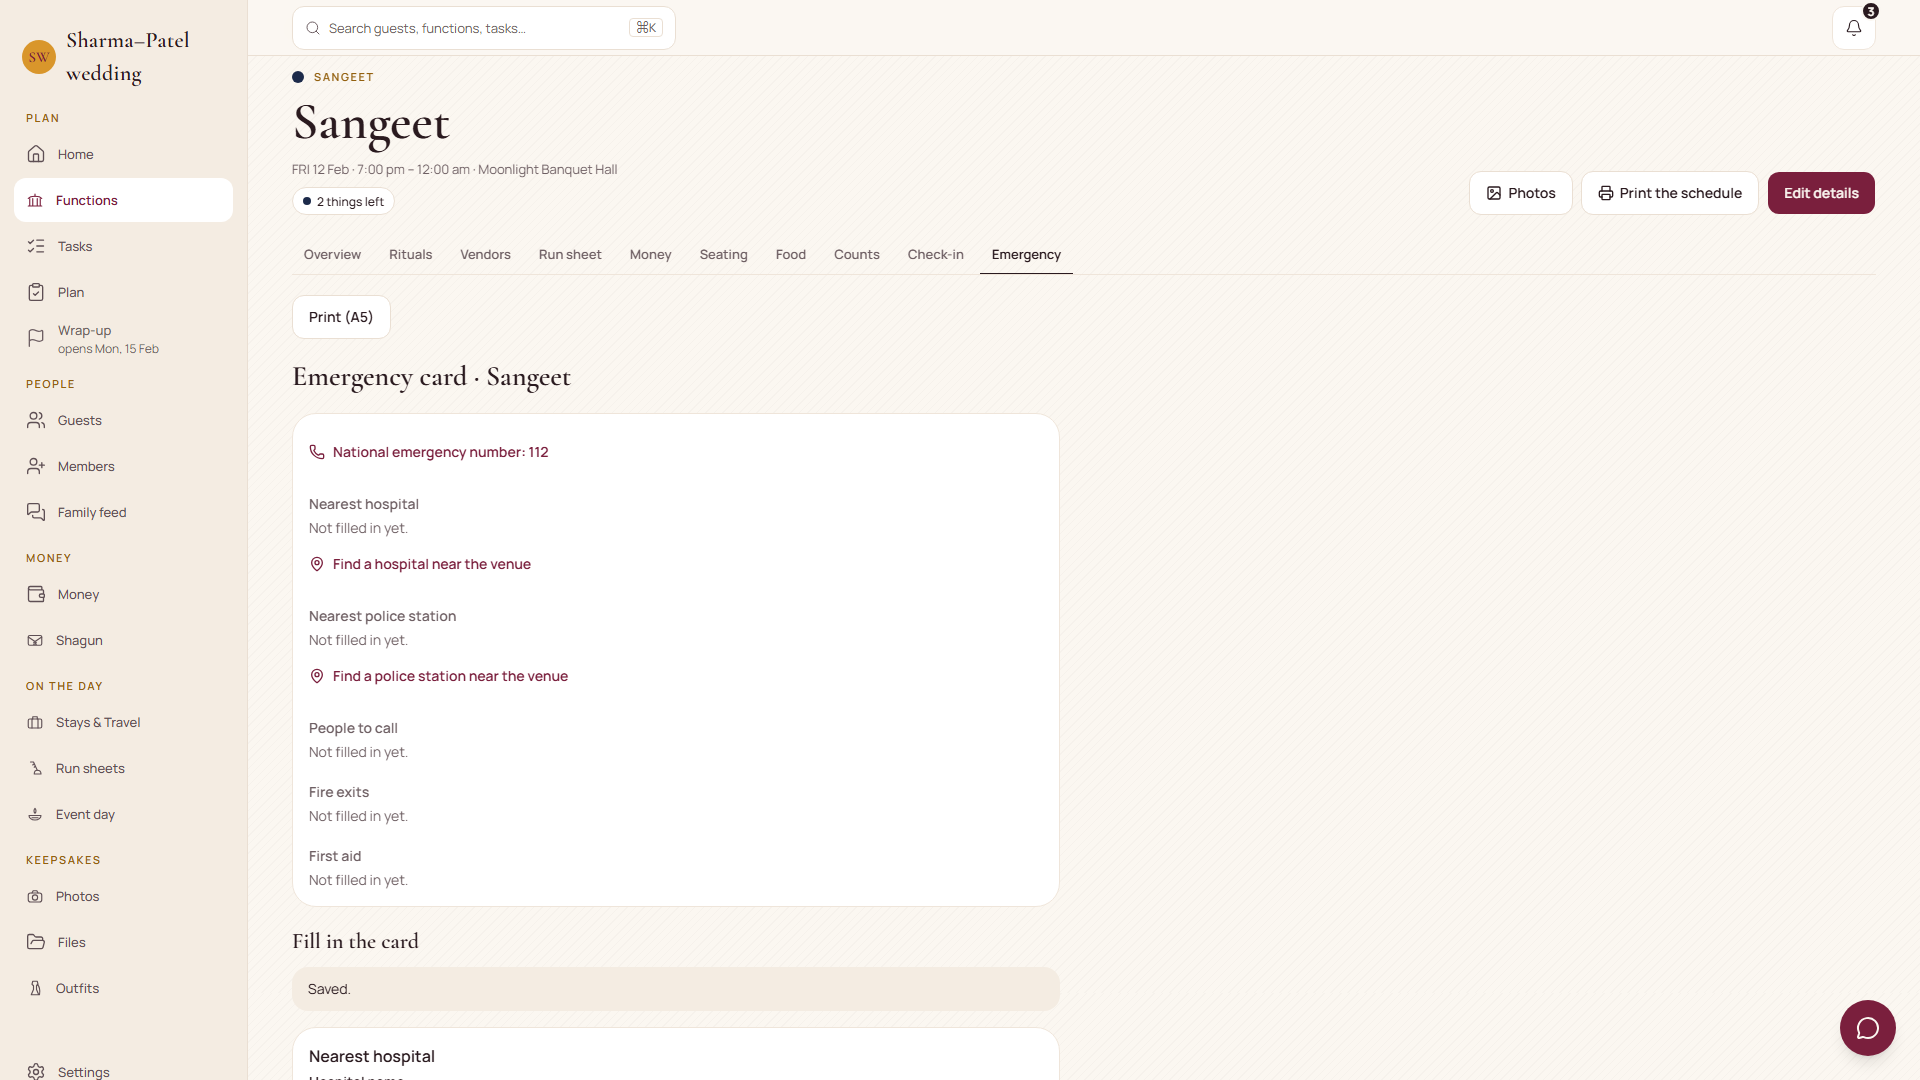 SW
Sharma–Patel
wedding
PLAN
Home
Functions
Tasks
Plan
Wrap-up
opens Mon, 15 Feb
PEOPLE
Guests
Members
Family feed
MONEY
Money
Shagun
ON THE DAY
Stays & Travel
Run sheets
Event day
KEEPSAKES
Photos
Files
Outfits
Settings
Search guests, functions, tasks...
⌘K
3
SANGEET
Sangeet
FRI 12 Feb · 7:00 pm – 12:00 am · Moonlight Banquet Hall
2 things left
Photos
Print the schedule
Edit details
Overview Rituals Vendors Run sheet Money Seating Food Counts Check-in Emergency
Print (A5)
Emergency card · Sangeet
National emergency number: 112
Nearest hospital
Not filled in yet.
Find a hospital near the venue
Nearest police station
Not filled in yet.
Find a police station near the venue
People to call
Not filled in yet.
Fire exits
Not filled in yet.
First aid
Not filled in yet.
Fill in the card
Saved.
Nearest hospital
Hospital name